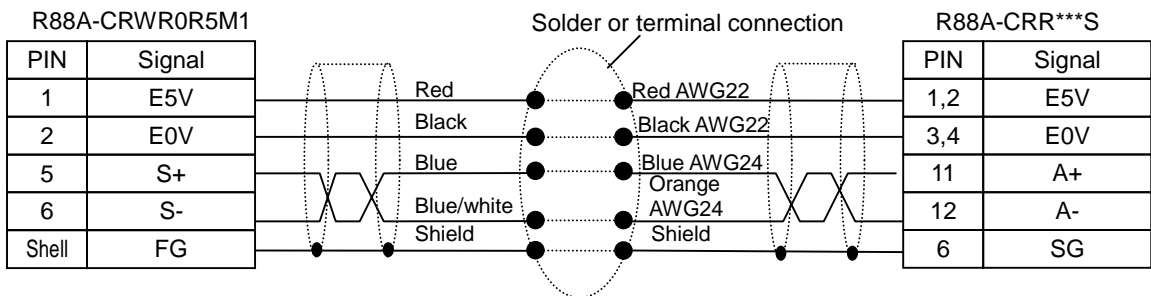 R88A-CRWR0R5M1 Solder or terminal connection R88A-CRR***S
PIN Signal PIN Signal
1 E5V Red Red AWG22 1,2 E5V
2 E0V Black Black AWG22 3,4 E0V
5 S+ Blue Blue AWG24 11 A+
Orange
6 S- Blue/white AWG24 12 A-
Shell FG Shield Shield 6 SG